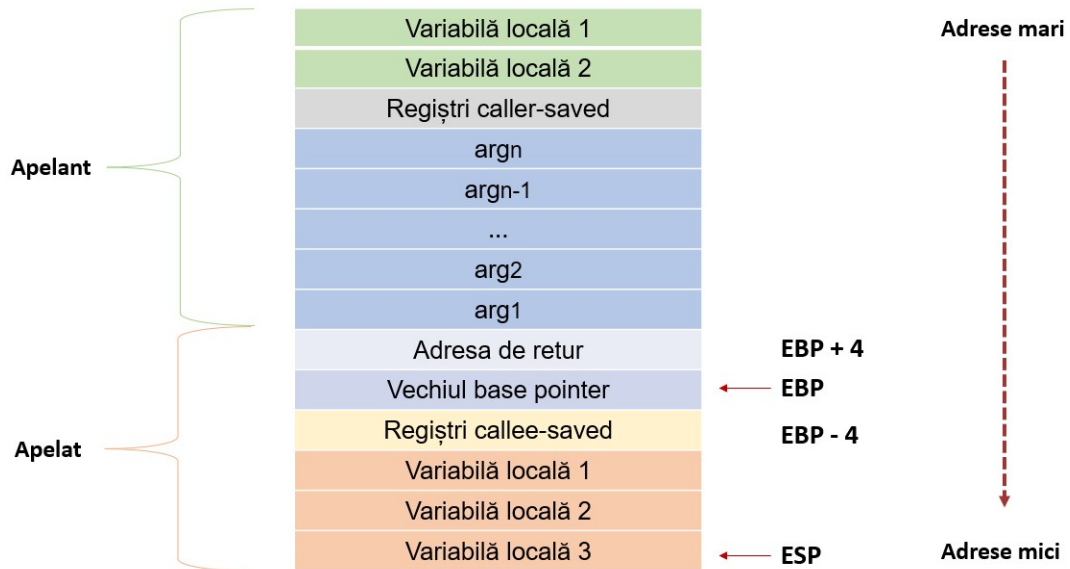 Variabilă locală 1
Adrese mari
Variabilă locală 2
Regiștri caller-saved
argn
Apelant
argn-1
...
arg2
arg1
Adresa de retur
EBP + 4
Vechiul base pointer
EBP
Regiștri callee-saved
EBP - 4
Apelat
Variabilă locală 1
Variabilă locală 2
Variabilă locală 3
ESP
Adrese mici